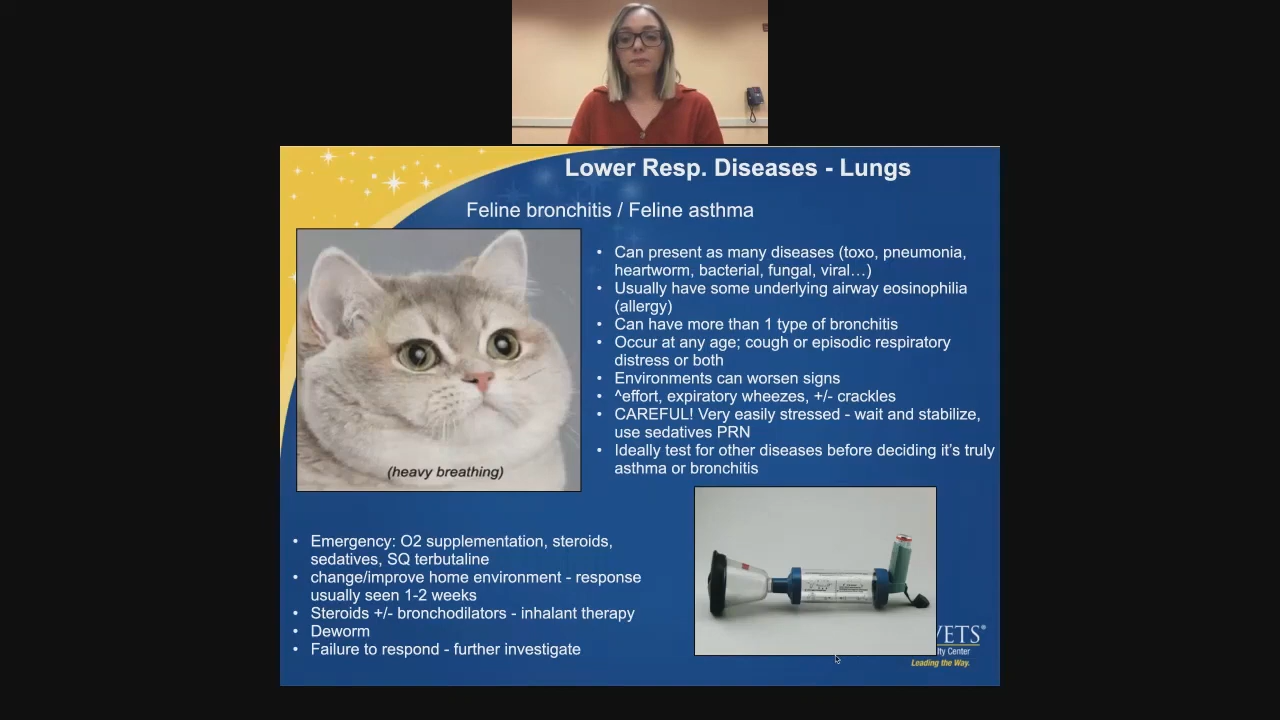 Lower Resp. Diseases - Lungs
Feline bronchitis / Feline asthma
• Can present as many diseases (toxo, pneumonia,
heartworm, bacterial, fungal, viral…)
• Usually have some underlying airway eosinophilia
(allergy)
• Can have more than 1 type of bronchitis
• Occur at any age; cough or episodic respiratory
distress or both
• Environments can worsen signs
• ^effort, expiratory wheezes, +/- crackles
• CAREFUL! Very easily stressed - wait and stabilize,
use sedatives PRN
• Ideally test for other diseases before deciding it's truly
asthma or bronchitis
(heavy breathing)
• Emergency: O2 supplementation, steroids,
sedatives, SQ terbutaline
• change/improve home environment - response
usually seen 1-2 weeks
• Steroids +/- bronchodilators - inhalant therapy
• Deworm
• Failure to respond - further investigate
VETS®
lty Center
Leading the Way.